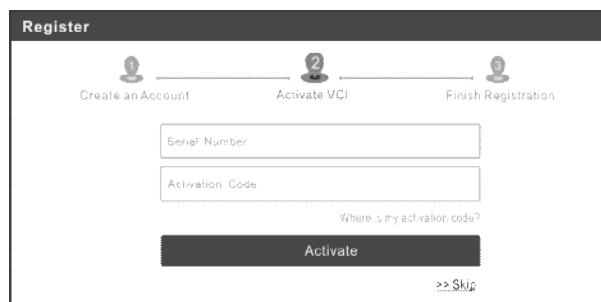 Register
1 2 3
Create an Account Activate VCI Finish Registration
Serial Number
Activation Code
Where is my activation code?
Activate
>> Skip